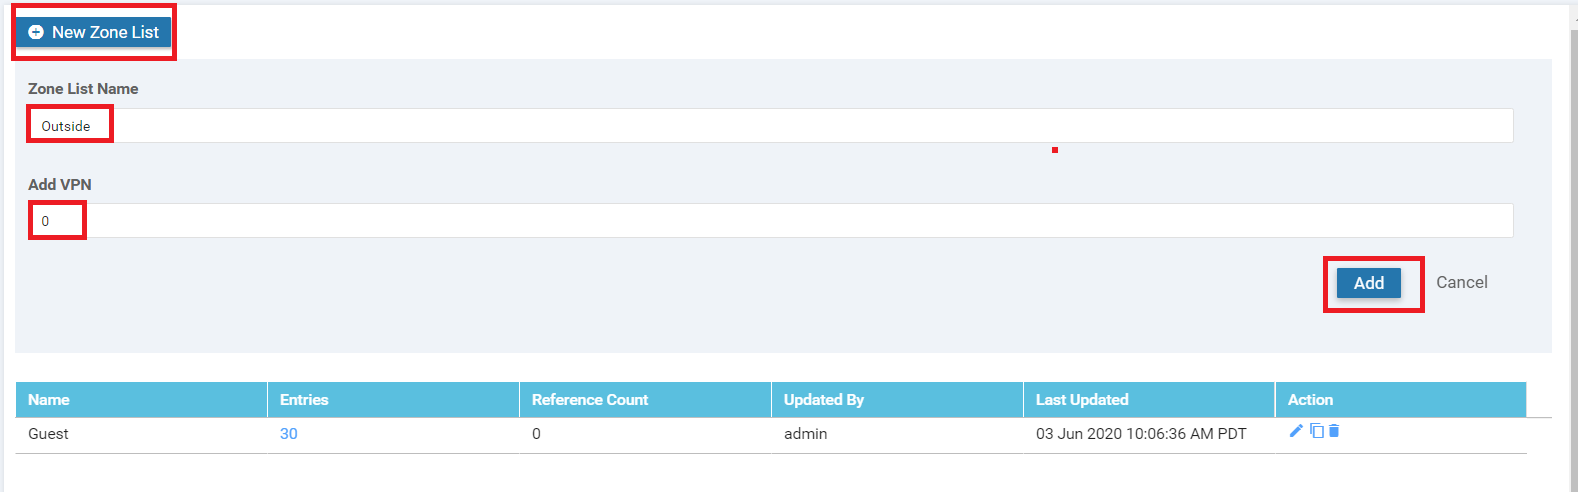 New Zone List
Zone List Name
Outside
Add VPN
0
Add Cancel
Name Entries Reference Count Updated By Last Updated Action
Guest 30 0 admin 03 Jun 2020 10:06:36 AM PDT